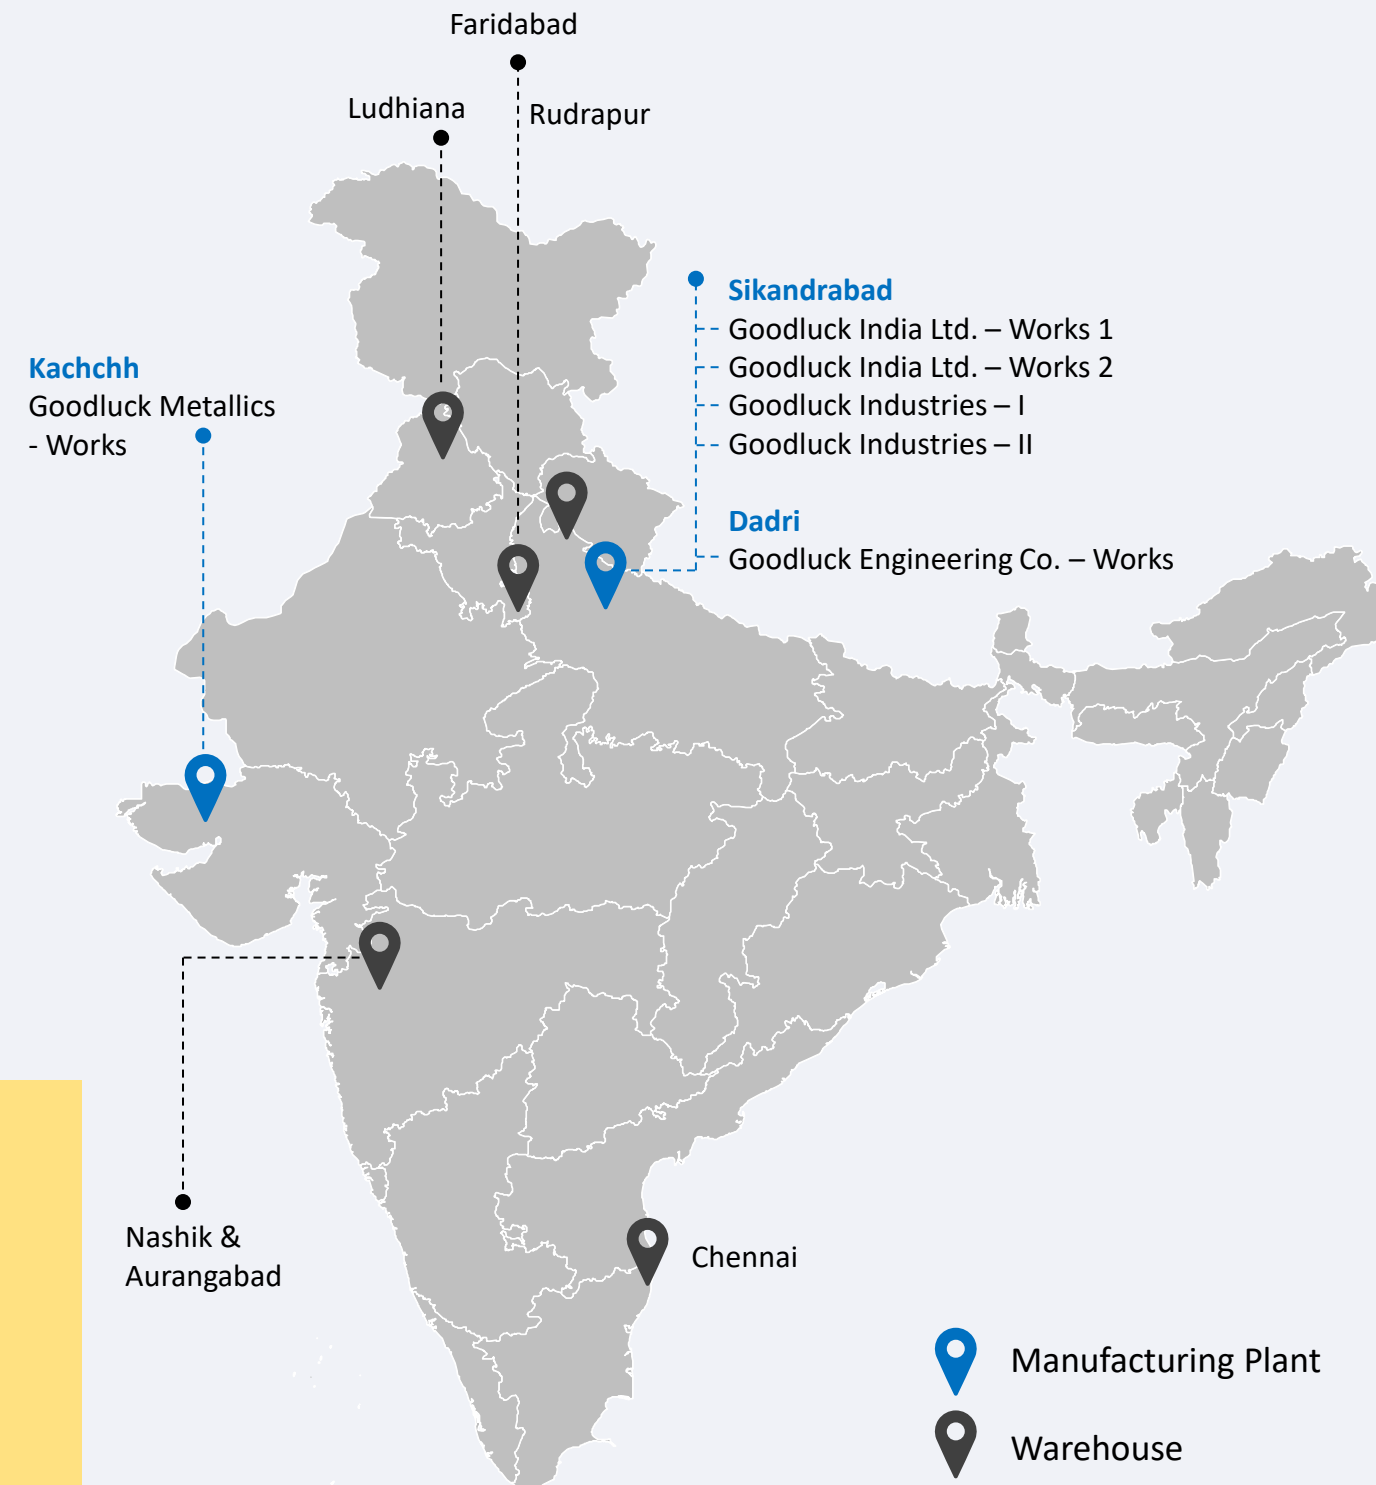 Faridabad
Ludhiana
Rudrapur
Sikandrabad
Goodluck India Ltd. – Works 1
Goodluck India Ltd. – Works 2
Goodluck Industries – I
Goodluck Industries – II
Dadri
Goodluck Engineering Co. – Works
Kachchh
Goodluck Metallics
- Works
Nashik &
Aurangabad
Chennai
Manufacturing Plant
Warehouse